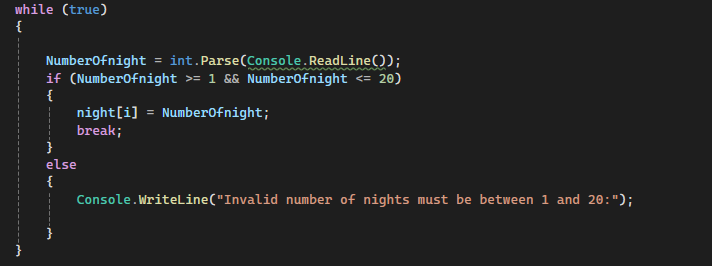 while (true)
{
NumberOfnight = int.Parse(Console.ReadLine());
if (NumberOfnight >= 1 && NumberOfnight <= 20)
{
night[i] = NumberOfnight;
break;
}
else
{
Console.WriteLine("Invalid number of nights must be between 1 and 20:");
}
}